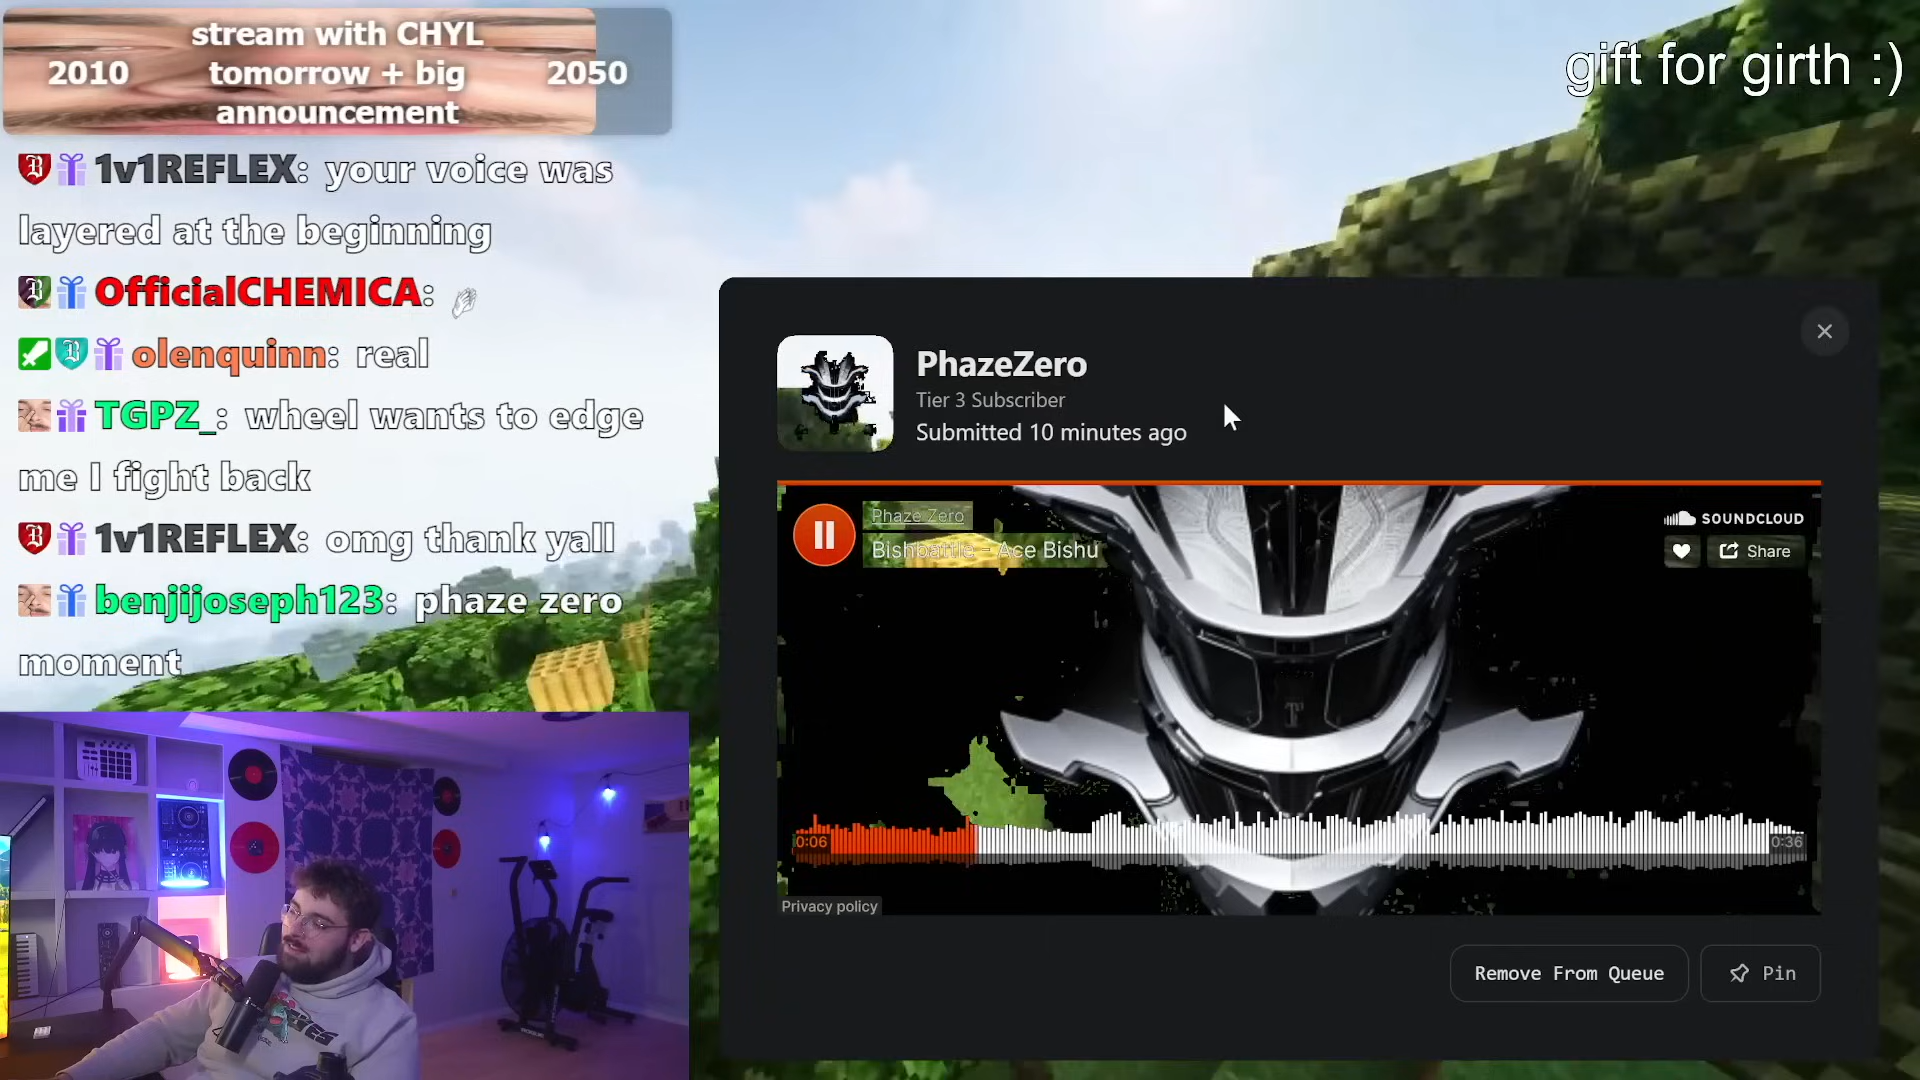 stream with CHYL
2010 tomorrow + big 2050
announcement
gift for girth :)
1v1REFLEX: your voice was
layered at the beginning
OfficialCHEMICA:
olenquinn: real
TGPZ_: wheel wants to edge
me I fight back
1v1REFLEX: omg thank yall
benjijoseph123: phaze zero
moment
PhazeZero
Tier 3 Subscriber
Submitted 10 minutes ago
Phaze Zero
Bishbattle - Ace Bishu
SOUNDCLOUD
Share
0:06
0:36
Privacy policy
Remove From Queue
Pin